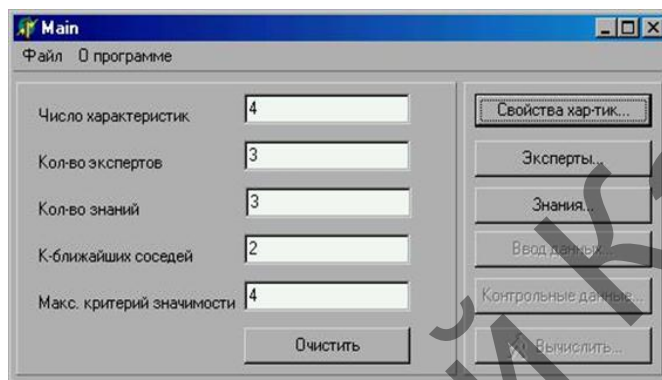 Main
Файл О программе
Число характеристик 4
Свойства хар-тик...
Кол-во экспертов 3
Эксперты...
Кол-во знаний 3
Знания...
К-ближайших соседей 2
Ввод данных...
Макс. критерий значимости 4
Контрольные данные...
Очистить
Вычислить...